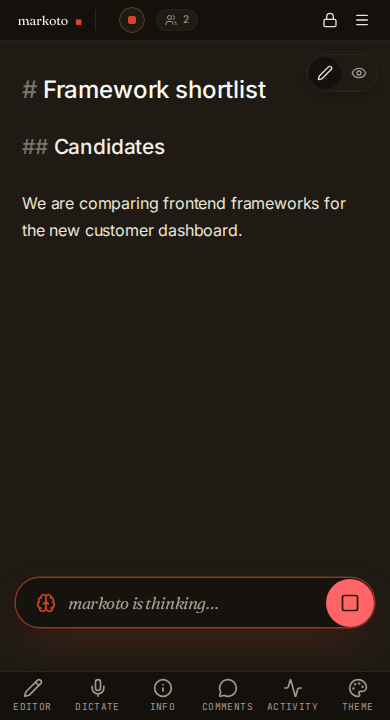 markoto
2
# Framework shortlist
## Candidates
We are comparing frontend frameworks for
the new customer dashboard.
markoto is thinking...
EDITOR DICTATE INFO COMMENTS ACTIVITY THEME